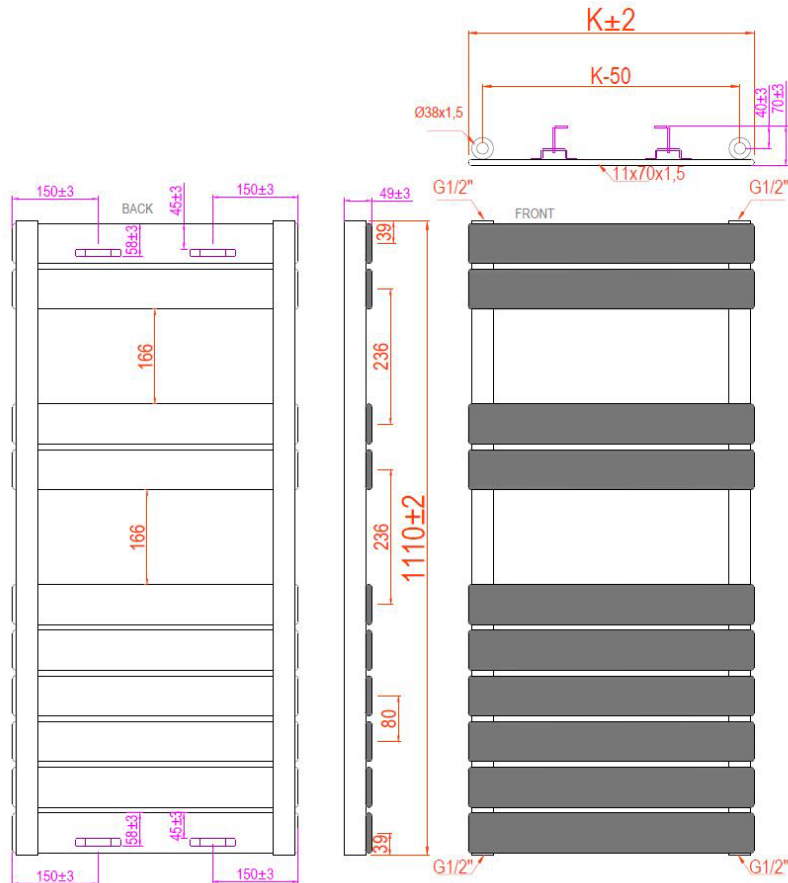 K±2
K-50
Ø38x1,5
40±3
70±3
11x70x1,5
G1/2"
G1/2"
150±3
BACK
45±3
150±3
49±3
FRONT
58±3
39
166
236
166
236
1110±2
80
58±3
45±3
39
150±3
150±3
G1/2"
G1/2"